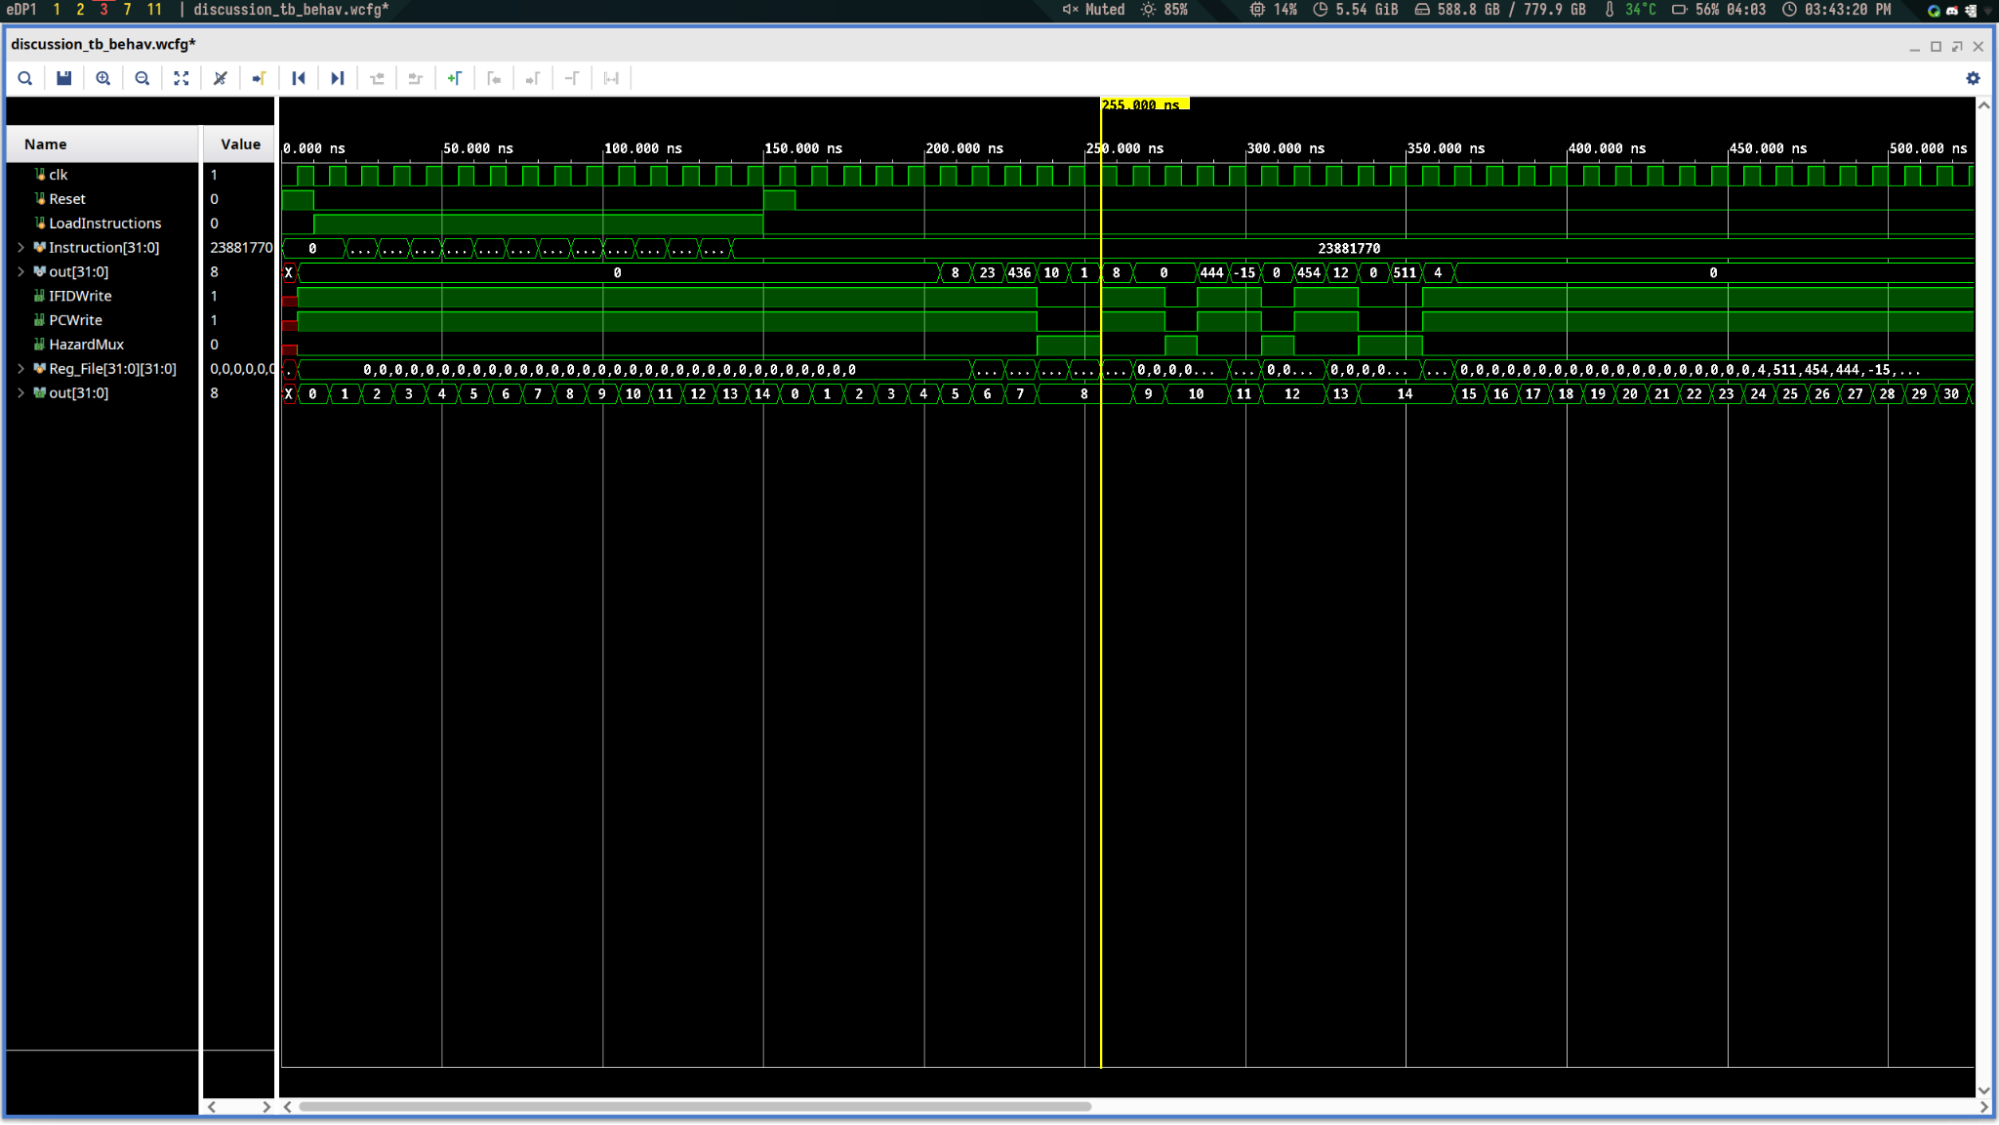 eDP1 1 2 3 7 11 | discussion_tb_behav.wcfg* Muted 85% 14% 5.54 GiB 588.8 GB / 779.9 GB 34°C 56% 04:03 03:43:20 PM
discussion_tb_behav.wcfg*
255.000 ns
Name Value 0.000 ns 50.000 ns 100.000 ns 150.000 ns 200.000 ns 250.000 ns 300.000 ns 350.000 ns 400.000 ns 450.000 ns 500.000 ns
clk 1
Reset 0
LoadInstructions 0
Instruction[31:0] 23881770 0 ... ... ... ... ... ... ... ... ... ... ... ... 23881770
out[31:0] 8 X 0 8 23 436 10 1 8 0 444 -15 0 454 12 0 511 4 0
IFIDWrite 1
PCWrite 1
HazardMux 0
Reg_File[31:0][31:0] 0,0,0,0,0,0 . 0,0,0,0,0,0,0,0,0,0,0,0,0,0,0,0,0,0,0,0,0,0,0,0,0,0,0,0,0,0,0,0 ... ... ... ... ... 0,0,0,0... ... 0,0... 0,0,0,0... ... 0,0,0,0,0,0,0,0,0,0,0,0,0,0,0,0,0,0,0,4,511,454,444,-15,...
out[31:0] 8 X 0 1 2 3 4 5 6 7 8 9 10 11 12 13 14 0 1 2 3 4 5 6 7 8 9 10 11 12 13 14 15 16 17 18 19 20 21 22 23 24 25 26 27 28 29 30